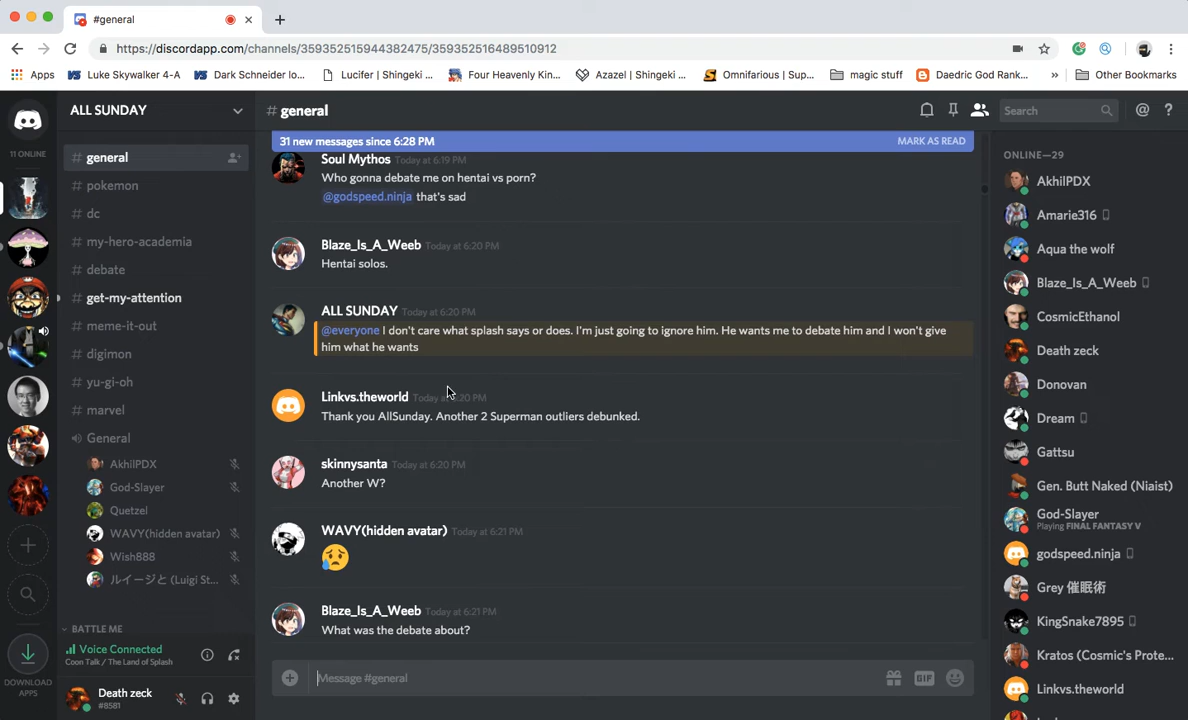 #general
https://discordapp.com/channels/359352515944382475/359352516489510912
Apps
Luke Skywalker 4-A
Dark Schneider lo...
Lucifer | Shingeki ...
Four Heavenly Kin...
Azazel | Shingeki ...
Omnifarious | Sup...
magic stuff
Daedric God Rank...
»
Other Bookmarks
11 ONLINE
DOWNLOAD
APPS
ALL SUNDAY
# general
# pokemon
# dc
# my-hero-academia
# debate
# get-my-attention
# meme-it-out
# digimon
# yu-gi-oh
# marvel
General
AkhilPDX
God-Slayer
Quetzel
WAVY(hidden avatar)
Wish888
ルイージと (Luigi St...
BATTLE ME
Voice Connected
Coon Talk / The Land of Splash
Death zeck
#8581
# general
Search
@
?
31 new messages since 6:28 PM
MARK AS READ
Soul Mythos Today at 6:19 PM
Who gonna debate me on hentai vs porn?
@godspeed.ninja that's sad
Blaze_Is_A_Weeb Today at 6:20 PM
Hentai solos.
ALL SUNDAY Today at 6:20 PM
@everyone I don't care what splash says or does. I'm just going to ignore him. He wants me to debate him and I won't give
him what he wants
Linkvs.theworld Today at 6:20 PM
Thank you AllSunday. Another 2 Superman outliers debunked.
skinnysanta Today at 6:20 PM
Another W?
WAVY(hidden avatar) Today at 6:21 PM
😥
Blaze_Is_A_Weeb Today at 6:21 PM
What was the debate about?
Message #general
GIF
ONLINE—29
AkhilPDX
Amarie316
Aqua the wolf
Blaze_Is_A_Weeb
CosmicEthanol
Death zeck
Donovan
Dream
Gattsu
Gen. Butt Naked (Niaist)
God-Slayer
Playing FINAL FANTASY V
godspeed.ninja
Grey 催眠術
KingSnake7895
Kratos (Cosmic's Prote...
Linkvs.theworld